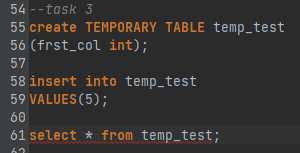 54 --task 3
55 create TEMPORARY TABLE temp_test
56 (frst_col int);
57
58 insert into temp_test
59 VALUES(5);
60
61 select * from temp_test;